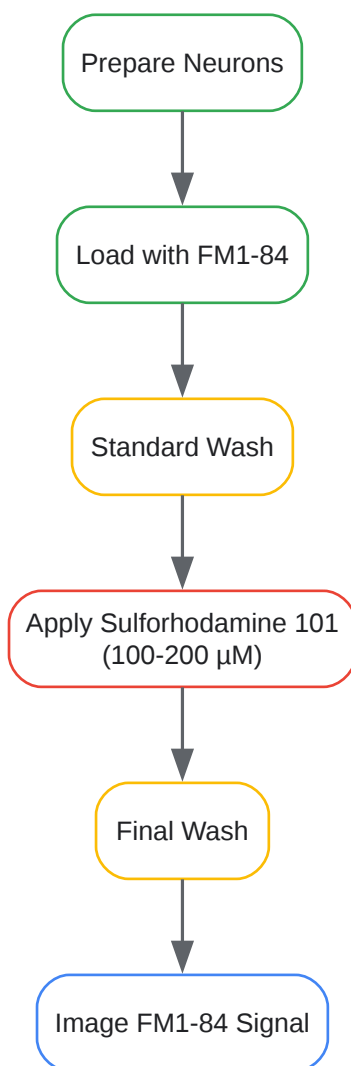 Prepare Neurons
Load with FM1-84
Standard Wash
Apply Sulforhodamine 101
(100-200 µM)
Final Wash
Image FM1-84 Signal